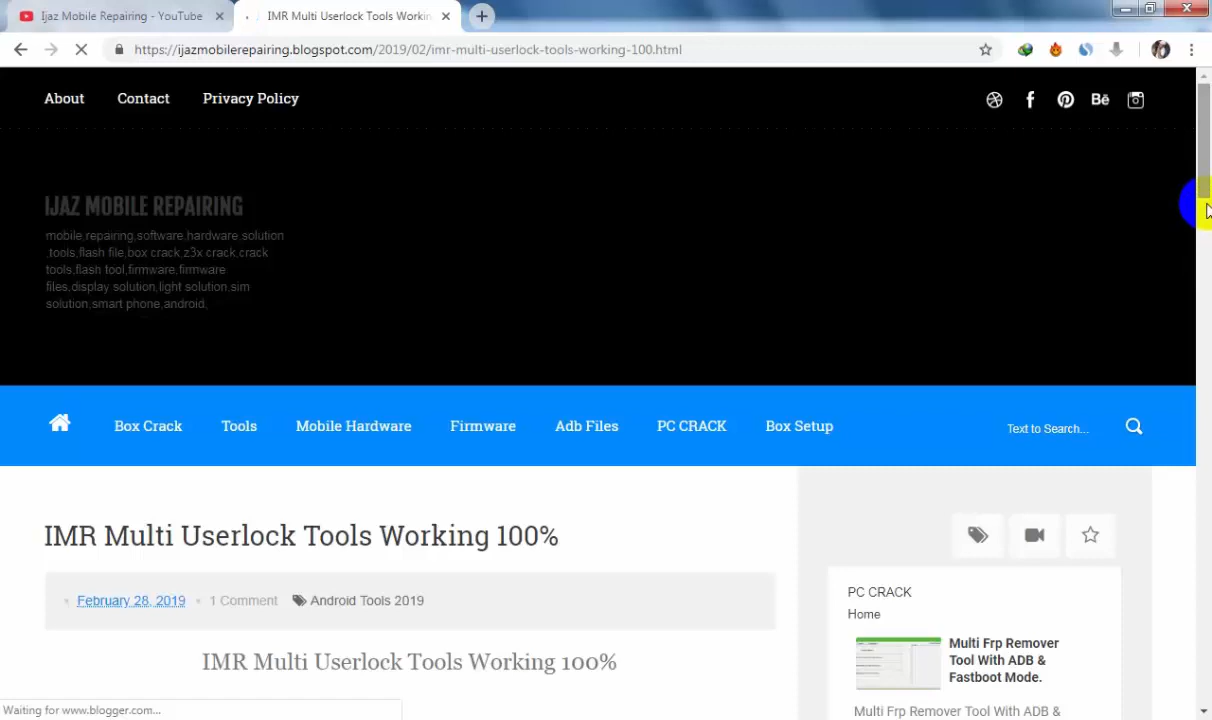 Ijaz Mobile Repairing - YouTube
IMR Multi Userlock Tools Workin
https://ijazmobilerepairing.blogspot.com/2019/02/imr-multi-userlock-tools-working-100.html
About Contact Privacy Policy
Bē
IJAZ MOBILE REPAIRING
mobile,repairing,software,hardware,solution
,tools,flash file,box crack,z3x crack,crack
tools,flash tool,firmware,firmware
files,display solution,light solution,sim
solution,smart phone,android,
Box Crack Tools Mobile Hardware Firmware Adb Files PC CRACK Box Setup Text to Search...
IMR Multi Userlock Tools Working 100%
February 28, 2019 1 Comment Android Tools 2019
IMR Multi Userlock Tools Working 100%
PC CRACK
Home
Multi Frp Remover
Tool With ADB &
Fastboot Mode.
Multi Frp Remover Tool With ADB &
Waiting for www.blogger.com...